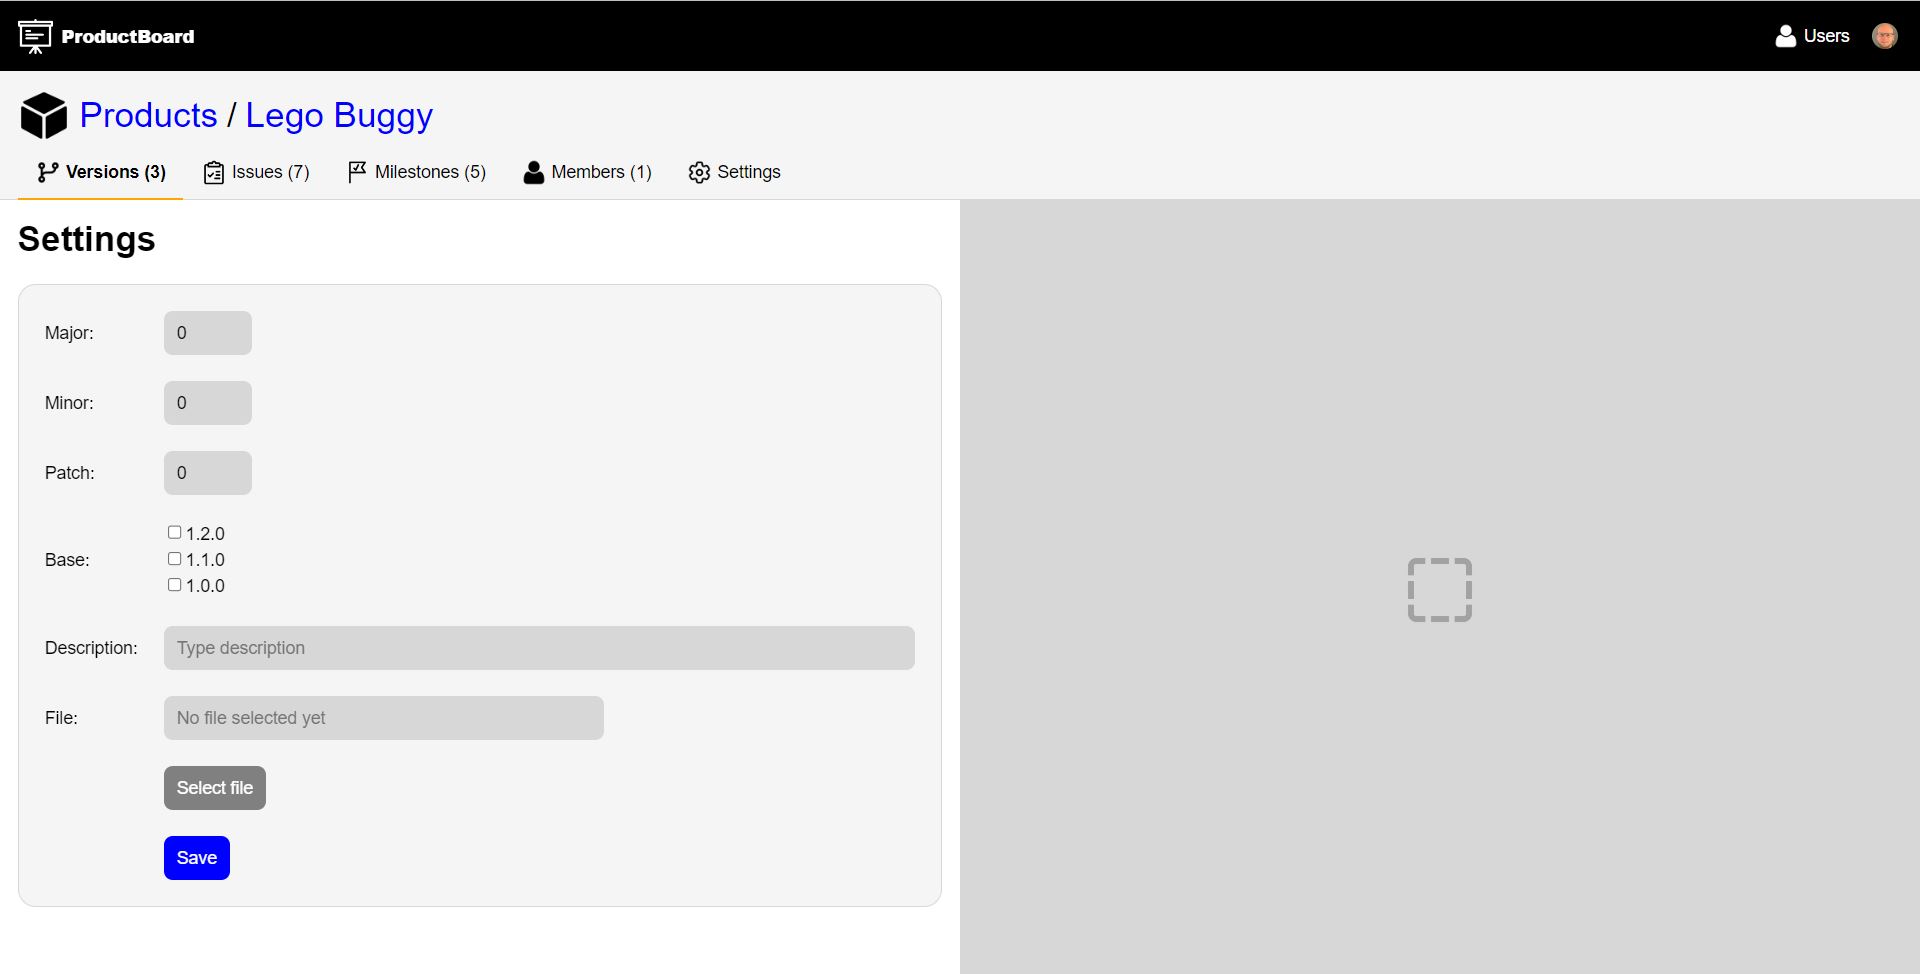 ProductBoard
Users
Products / Lego Buggy
Versions (3) Issues (7) Milestones (5) Members (1) Settings
Settings
Major: 0
Minor: 0
Patch: 0
Base:
1.2.0
1.1.0
1.0.0
Description: Type description
File: No file selected yet
Select file
Save